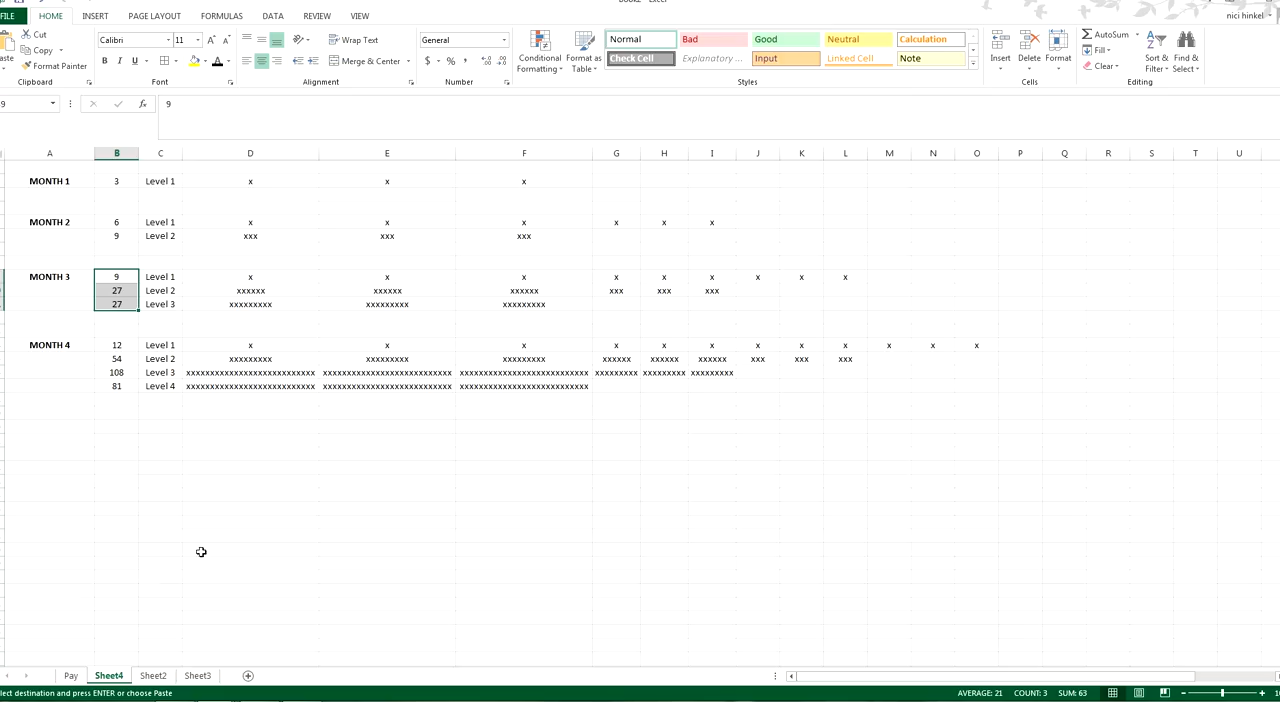 Book2 - Excel
FILE HOME INSERT PAGE LAYOUT FORMULAS DATA REVIEW VIEW nici hinkel
Cut
Copy
Format Painter
Clipboard
Calibri 11
B I U
Font
Wrap Text
Merge & Center
Alignment
General
$ % ,
Number
Conditional Formatting
Format as Table
Normal Bad Good Neutral Calculation
Check Cell Explanatory ... Input Linked Cell Note
Styles
Insert Delete Format
Cells
AutoSum
Fill
Clear
Sort & Filter
Find & Select
Editing
9 fx 9
A B C D E F G H I J K L M N O P Q R S T U
MONTH 1 3 Level 1 x x x
MONTH 2 6 Level 1 x x x x x x
9 Level 2 xxx xxx xxx
MONTH 3 9 Level 1 x x x x x x x x x
27 Level 2 xxxxxx xxxxxx xxxxxx xxx xxx xxx
27 Level 3 xxxxxxxxx xxxxxxxxx xxxxxxxxx
MONTH 4 12 Level 1 x x x x x x x x x x x x
54 Level 2 xxxxxxxxx xxxxxxxxx xxxxxxxxx xxxxxx xxxxxx xxxxxx xxx xxx xxx
108 Level 3 xxxxxxxxxxxxxxxxxxxxxxxxxxx xxxxxxxxxxxxxxxxxxxxxxxxxxx xxxxxxxxxxxxxxxxxxxxxxxxxxx xxxxxxxxx xxxxxxxxx xxxxxxxxx
81 Level 4 xxxxxxxxxxxxxxxxxxxxxxxxxxx xxxxxxxxxxxxxxxxxxxxxxxxxxx xxxxxxxxxxxxxxxxxxxxxxxxxxx
Pay Sheet4 Sheet2 Sheet3
lect destination and press ENTER or choose Paste AVERAGE: 21 COUNT: 3 SUM: 63